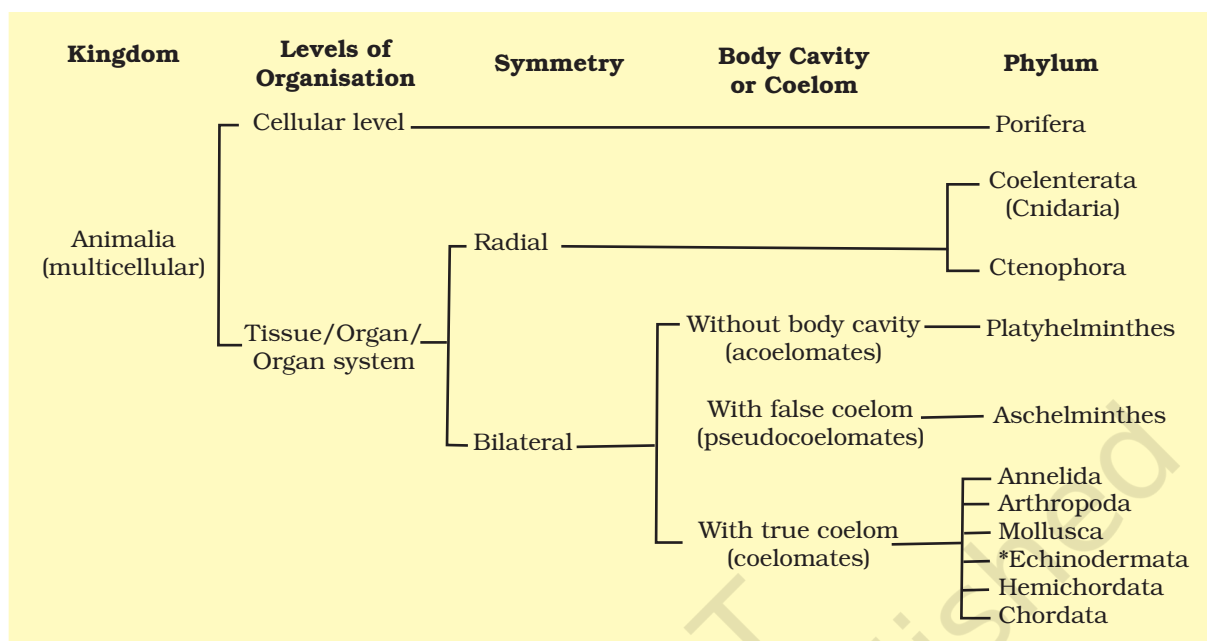 Kingdom
Levels of
Organisation
Symmetry
Body Cavity
or Coelom
Phylum
Cellular level
Porifera
Coelenterata
(Cnidaria)
Animalia
(multicellular)
Radial
Ctenophora
Tissue/Organ/
Organ system
Without body cavity
(acoelomates)
Platyhelminthes
With false coelom
(pseudocoelomates)
Aschelminthes
Bilateral
Annelida
Arthropoda
With true coelom
(coelomates)
Mollusca
*Echinodermata
Hemichordata
Chordata